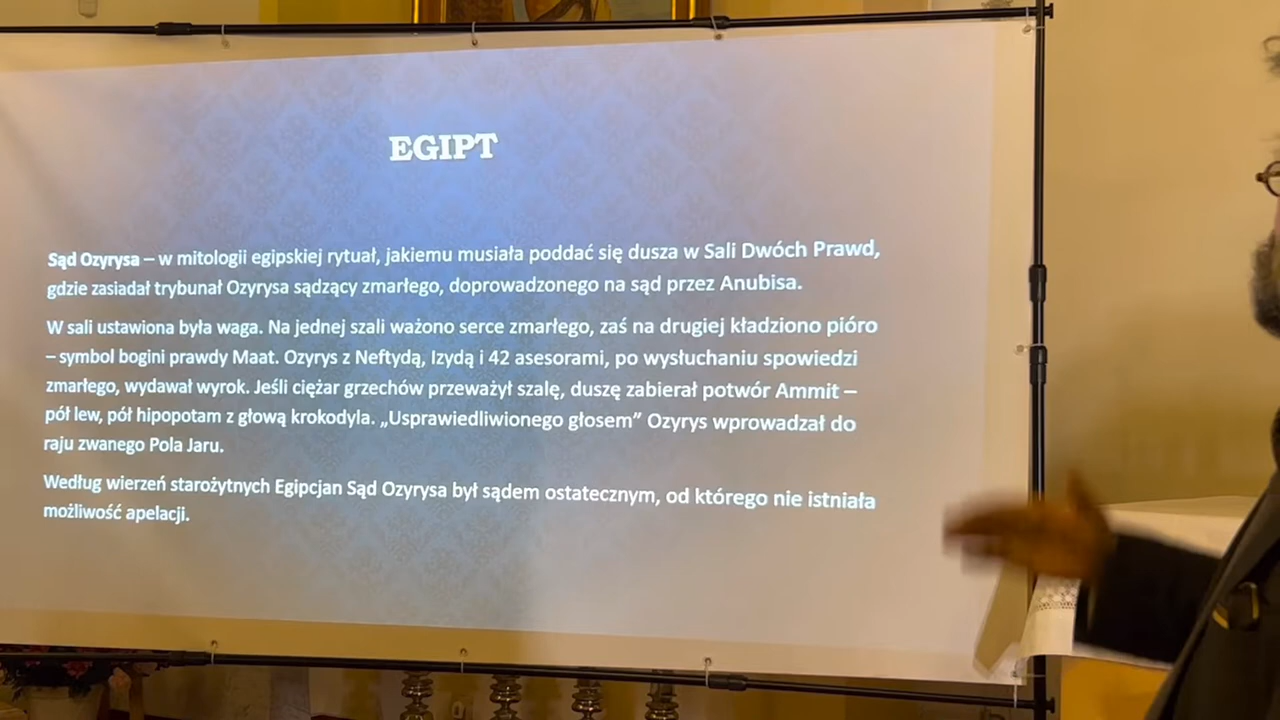 EGIPT
Sąd Ozyrysa – w mitologii egipskiej rytuał, jakiemu musiała poddać się dusza w Sali Dwóch Prawd,
gdzie zasiadał trybunał Ozyrysa sądzący zmarłego, doprowadzonego na sąd przez Anubisa.
W sali ustawiona była waga. Na jednej szali ważono serce zmarłego, zaś na drugiej kładziono pióro
– symbol bogini prawdy Maat. Ozyrys z Neftydą, Izydą i 42 asesorami, po wysłuchaniu spowiedzi
zmarłego, wydawał wyrok. Jeśli ciężar grzechów przeważył szalę, duszę zabierał potwór Ammit –
pół lew, pół hipopotam z głową krokodyla. „Usprawiedliwionego głosem” Ozyrys wprowadzał do
raju zwanego Pola Jaru.
Według wierzeń starożytnych Egipcjan Sąd Ozyrysa był sądem ostatecznym, od którego nie istniała
możliwość apelacji.